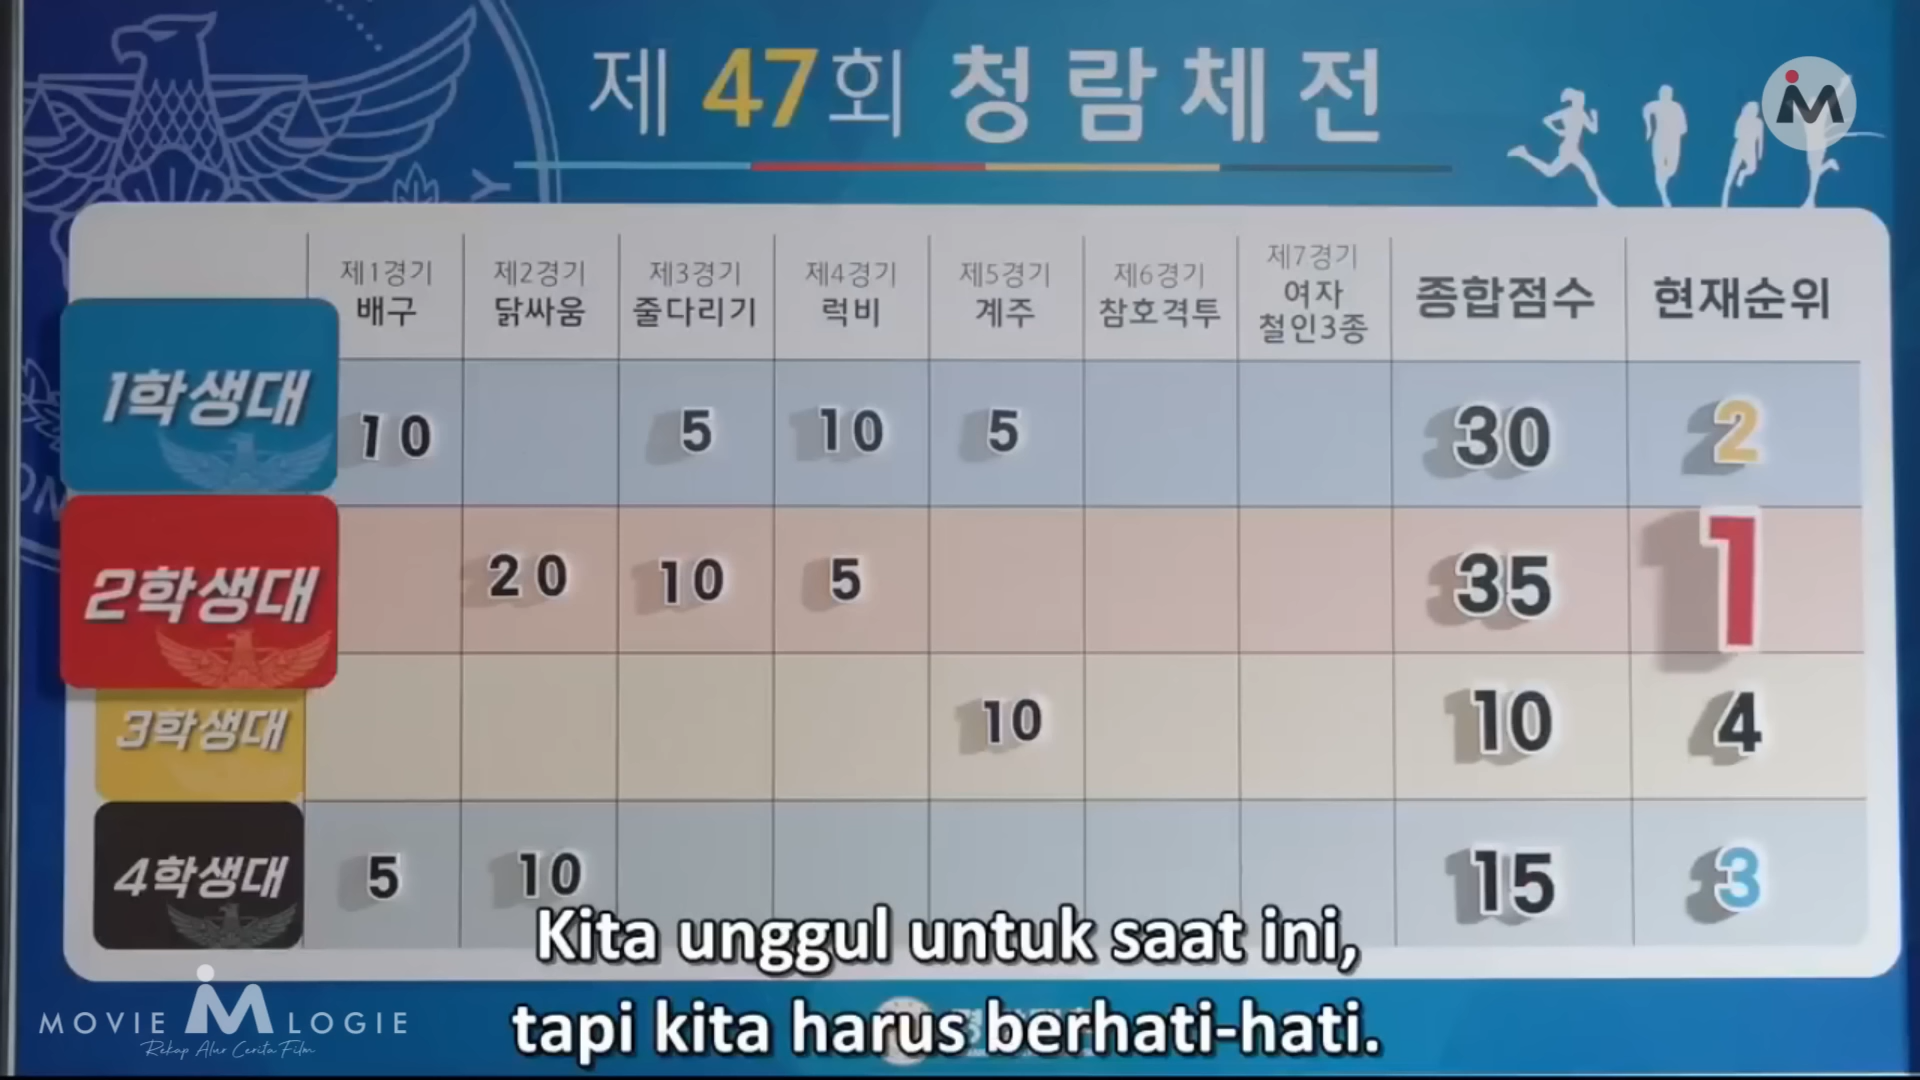 제 47회 청람체전
제1경기 배구
제2경기 닭싸움
제3경기 줄다리기
제4경기 럭비
제5경기 계주
제6경기 참호격투
제7경기 여자 철인3종
종합점수
현재순위
1학생대 10 5 10 5 30 2
2학생대 20 10 5 35 1
3학생대 10 10 4
4학생대 5 10 15 3
Kita unggul untuk saat ini,
tapi kita harus berhati-hati.
MOVIE M LOGIE
Rekap Alur Cerita Film